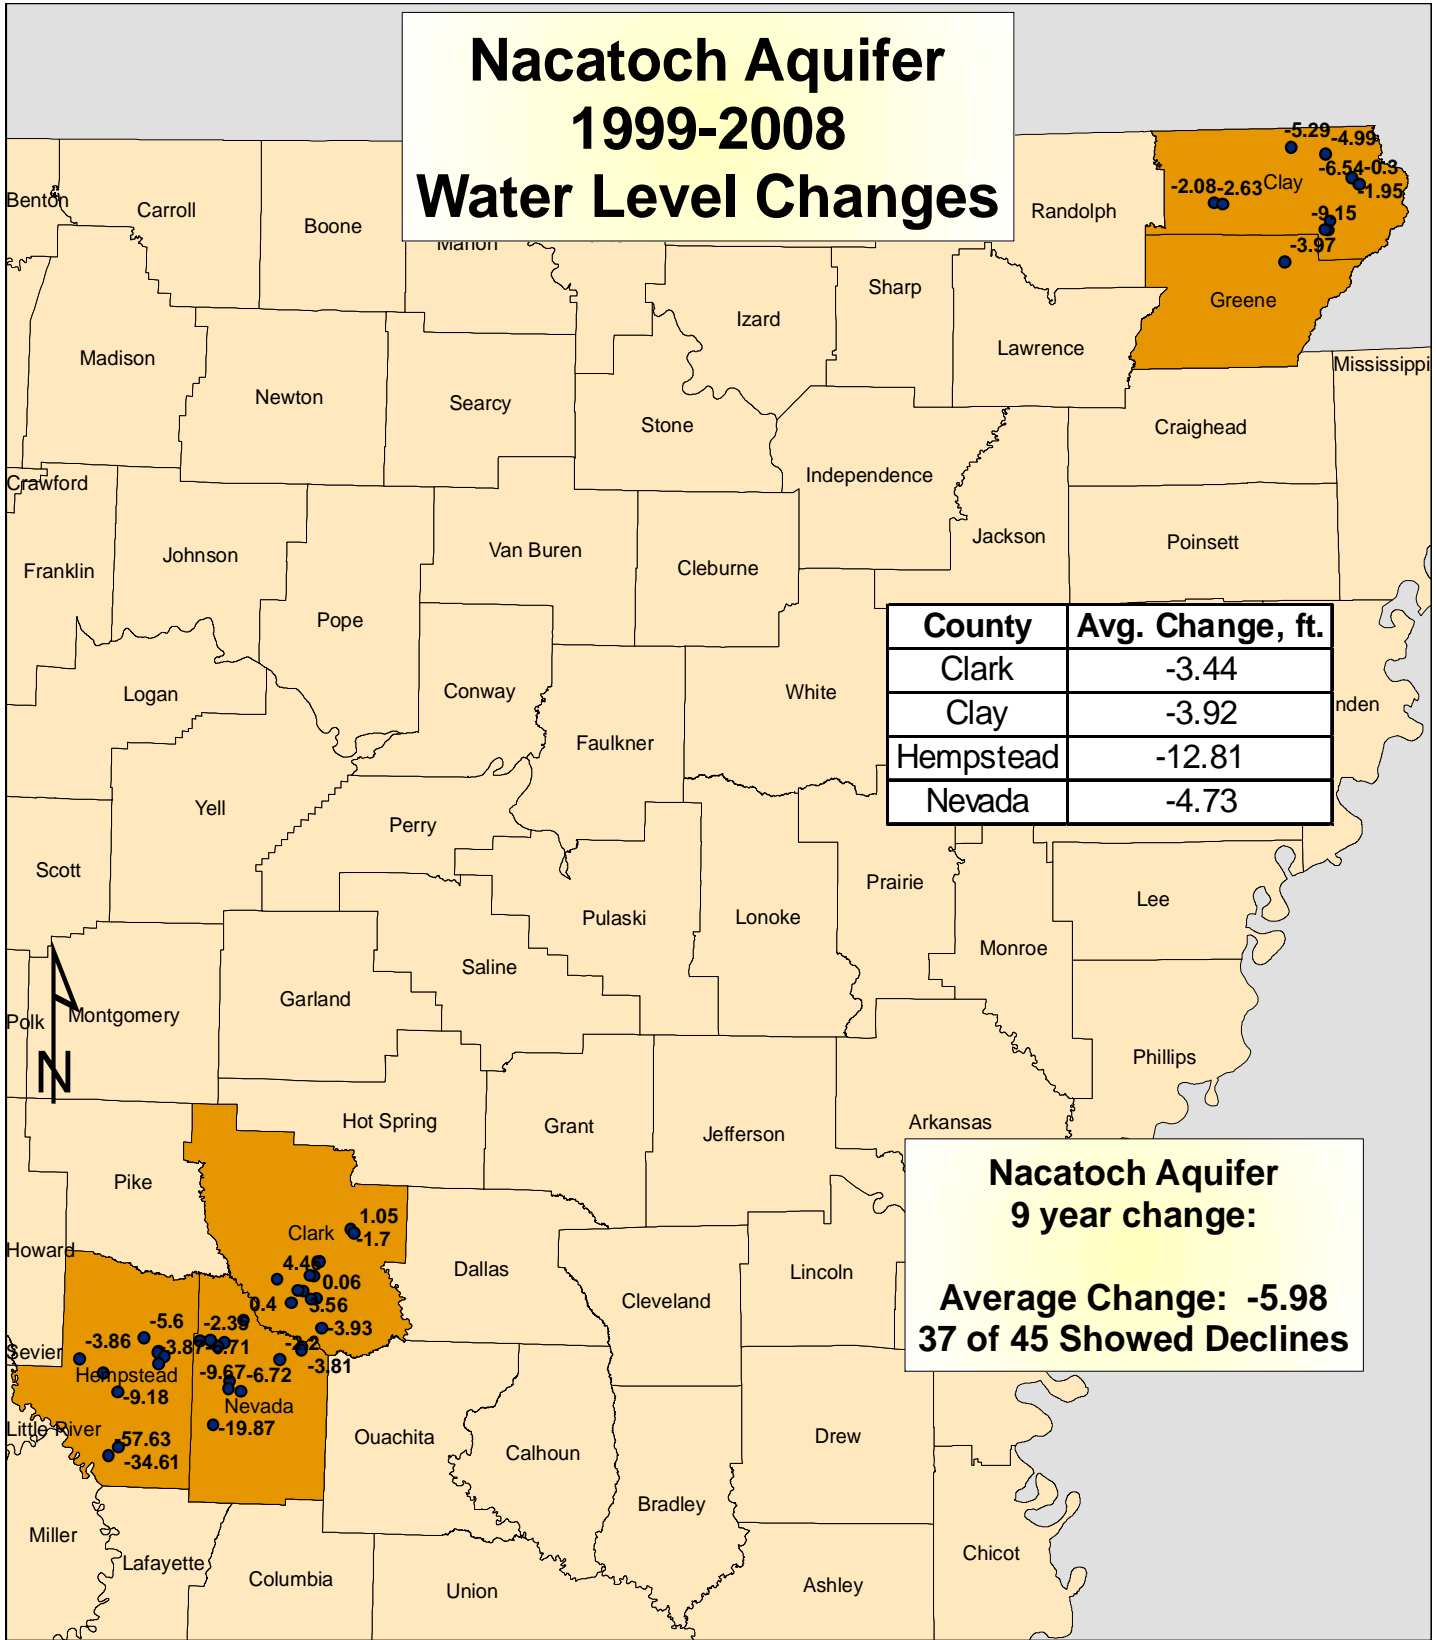 Nacatoch Aquifer
1999-2008
Water Level Changes
-5.29
-4.99
-6.54
-0.3
-2.08
-2.63
Clay
-1.95
-9.15
-3.97
Benton
Carroll
Boone
Marion
Randolph
Greene
Sharp
Izard
Lawrence
Madison
Mississippi
Newton
Searcy
Stone
Craighead
Independence
Crawford
Jackson
Poinsett
Johnson
Van Buren
Cleburne
Franklin
Pope
County Avg. Change, ft.
Clark -3.44
Clay -3.92
Hempstead -12.81
Nevada -4.73
Logan
Conway
White
nden
Faulkner
Yell
Perry
Scott
Prairie
Lee
Pulaski
Lonoke
Monroe
Saline
Garland
Polk
Montgomery
N
Phillips
Hot Spring
Grant
Jefferson
Arkansas
Pike
Nacatoch Aquifer
9 year change:
Average Change: -5.98
37 of 45 Showed Declines
1.05
Clark
-1.7
Howard
4.46
0.06
Dallas
Lincoln
Cleveland
0.4
3.56
-5.6
-2.39
-3.93
-3.86
-3.87
-2.2
Sevier
-3.81
Hempstead
-9.67
-6.72
-9.18
Nevada
-19.87
Little River
-57.63
-34.61
Ouachita
Calhoun
Drew
Bradley
Miller
Lafayette
Columbia
Union
Ashley
Chicot